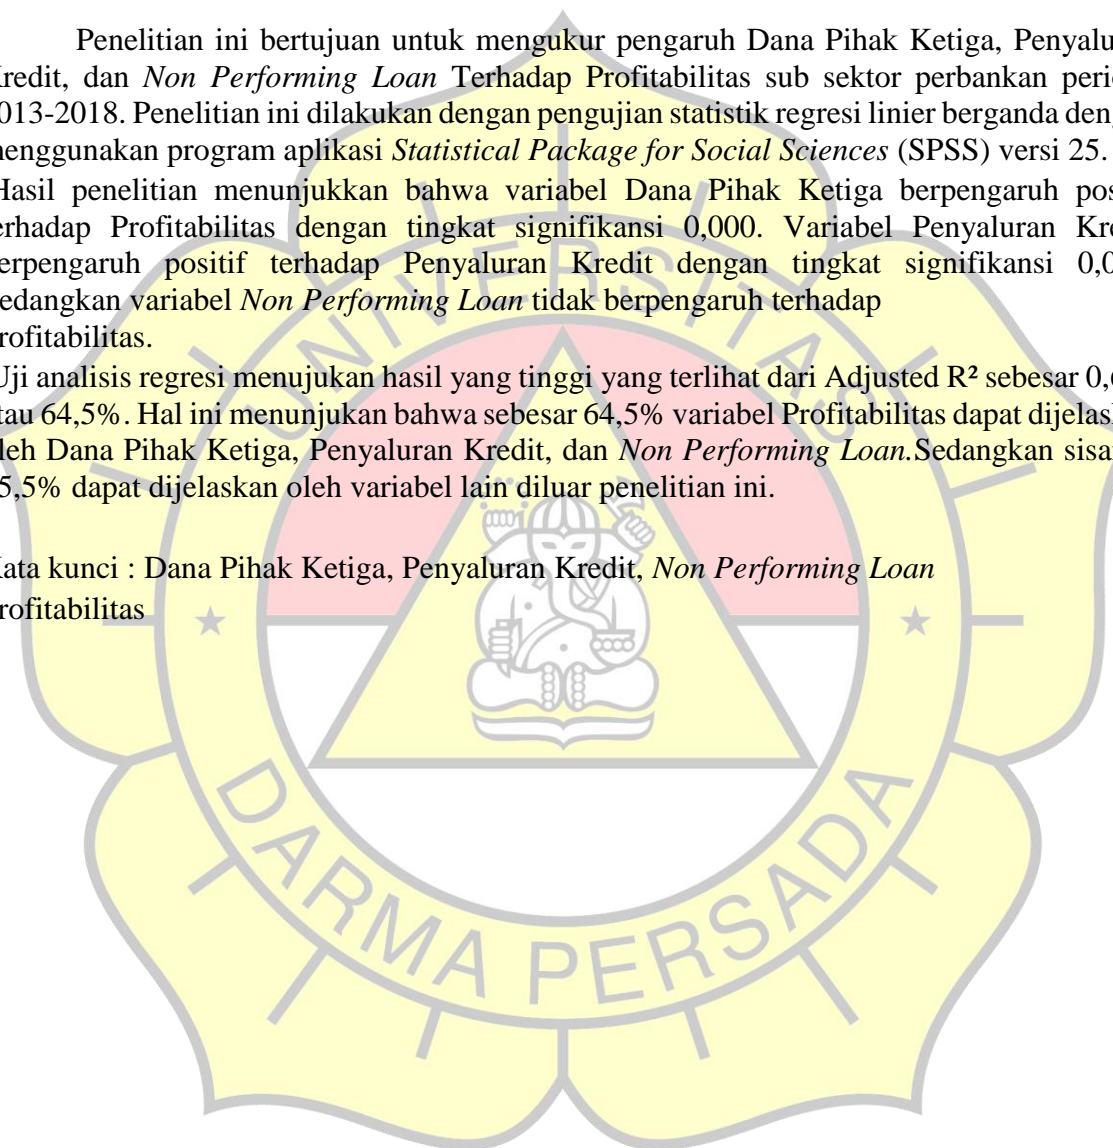 Penelitian ini bertujuan untuk mengukur pengaruh Dana Pihak Ketiga, Penyalu
redit, dan Non Performing Loan Terhadap Profitabilitas sub sektor perbankan peri
013-2018. Penelitian ini dilakukan dengan pengujian statistik regresi linier berganda deng
enggunakan program aplikasi Statistical Package for Social Sciences (SPSS) versi 25.
Hasil penelitian menunjukkan bahwa variabel Dana Pihak Ketiga berpengaruh pos
erhadap Profitabilitas dengan tingkat signifikansi 0,000. Variabel Penyaluran Kre
erpengaruh positif terhadap Penyaluran Kredit dengan tingkat signifikansi 0,0
edangkan variabel Non Performing Loan tidak berpengaruh terhadap
rofitabilitas.
Uji analisis regresi menujukan hasil yang tinggi yang terlihat dari Adjusted R² sebesar 0,6
tau 64,5%. Hal ini menunjukan bahwa sebesar 64,5% variabel Profitabilitas dapat dijelas
leh Dana Pihak Ketiga, Penyaluran Kredit, dan Non Performing Loan.Sedangkan sisa
5,5% dapat dijelaskan oleh variabel lain diluar penelitian ini.
ata kunci : Dana Pihak Ketiga, Penyaluran Kredit, Non Performing Loan
rofitabilitas
UNIVERSITAS
DARMA PERSADA